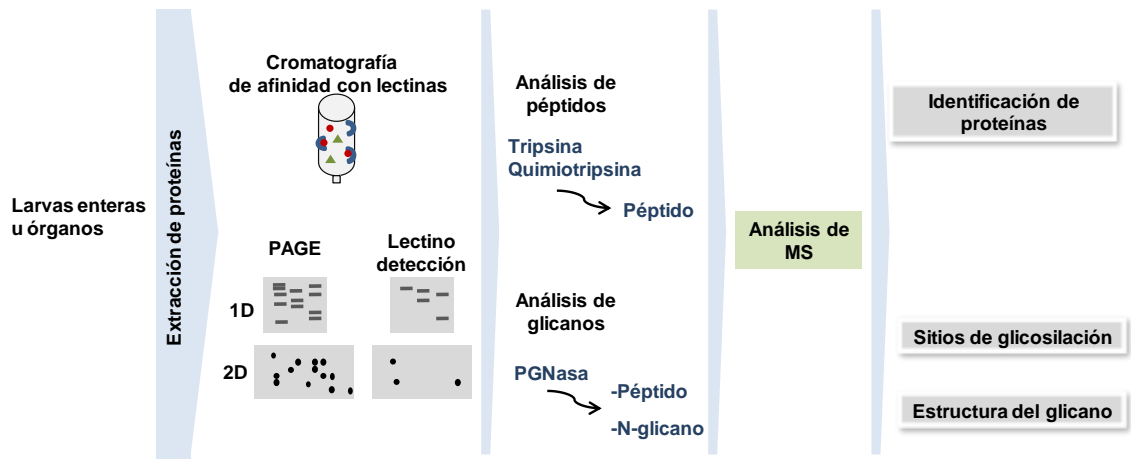 Larvas enteras
u órganos
Extracción de proteínas
Cromatografía
de afinidad con lectinas
PAGE
Lectino
detección
1D
2D
Análisis de
péptidos
Tripsina
Quimiotripsina
Péptido
Análisis de
glicanos
PGNasa
-Péptido
-N-glicano
Análisis de
MS
Identificación de
proteínas
Sitios de glicosilación
Estructura del glicano